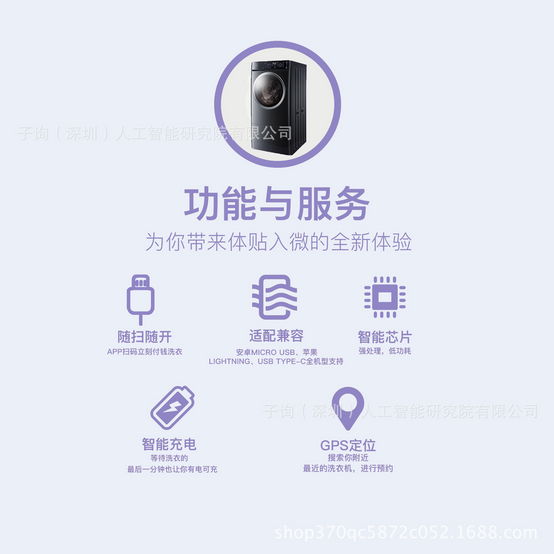 子询（深圳）人工智能研究院有限公司
功能与服务
为你带来体贴入微的全新体验
随扫随开
APP扫码立刻付钱洗衣
适配兼容
安卓MICRO USB、苹果
LIGHTNING、USB TYPE-C全机型支持
智能芯片
强处理，低功耗
智能充电
等待洗衣的
最后一分钟也让你有电可充
子询（深圳）人工智能研究院有限公司
GPS定位
搜索你附近
最近的洗衣机，进行预约
shop370qc5872c052.1688.com